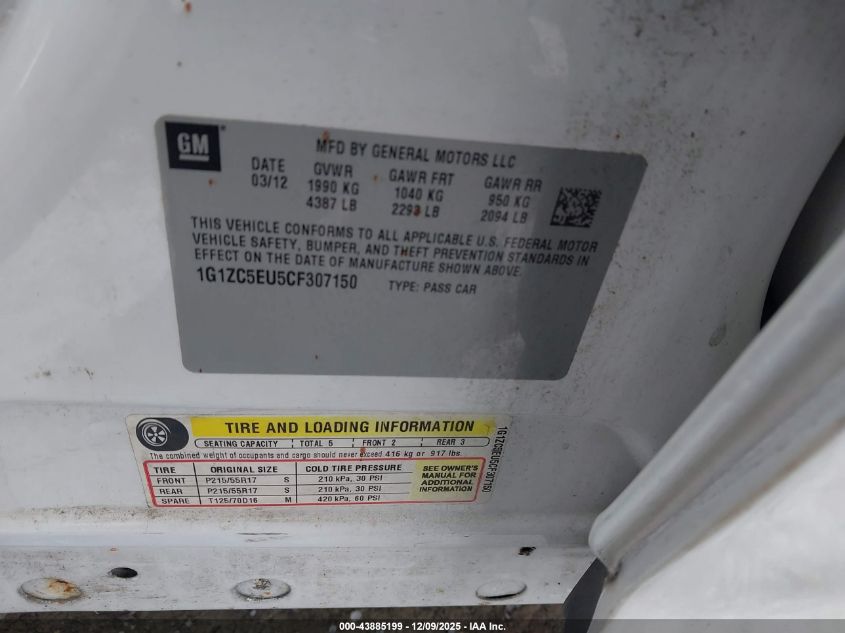 GM
MFD BY GENERAL MOTORS LLC
DATE GVWR GAWR FRT GAWR RR
03/12 1990 KG 1040 KG 950 KG
4387 LB 2293 LB 2094 LB
THIS VEHICLE CONFORMS TO ALL APPLICABLE U.S. FEDERAL MOTOR
VEHICLE SAFETY, BUMPER, AND THEFT PREVENTION STANDARDS IN
EFFECT ON THE DATE OF MANUFACTURE SHOWN ABOVE.
1G1ZC5EU5CF307150 TYPE: PASS CAR
TIRE AND LOADING INFORMATION
SEATING CAPACITY TOTAL 5 FRONT 2 REAR 3
The combined weight of occupants and cargo should never exceed 416 kg or 917 lbs.
TIRE ORIGINAL SIZE COLD TIRE PRESSURE
FRONT P215/55R17 S 210 kPa, 30 PSI
REAR P215/55R17 S 210 kPa, 30 PSI
SPARE T125/70D16 M 420 kPa, 60 PSI
SEE OWNER'S
MANUAL FOR
ADDITIONAL
INFORMATION
1G1ZC5EU5CF307150
000-43885199 - 12/09/2025 - IAA Inc.